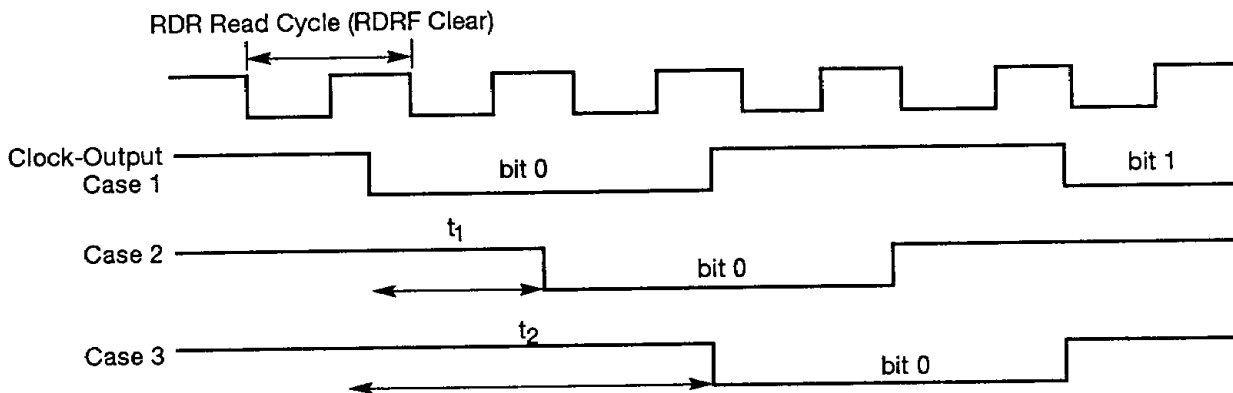 RDR Read Cycle (RDRF Clear)
Clock-Output
Case 1
bit 0
bit 1
t1
Case 2
bit 0
t2
Case 3
bit 0